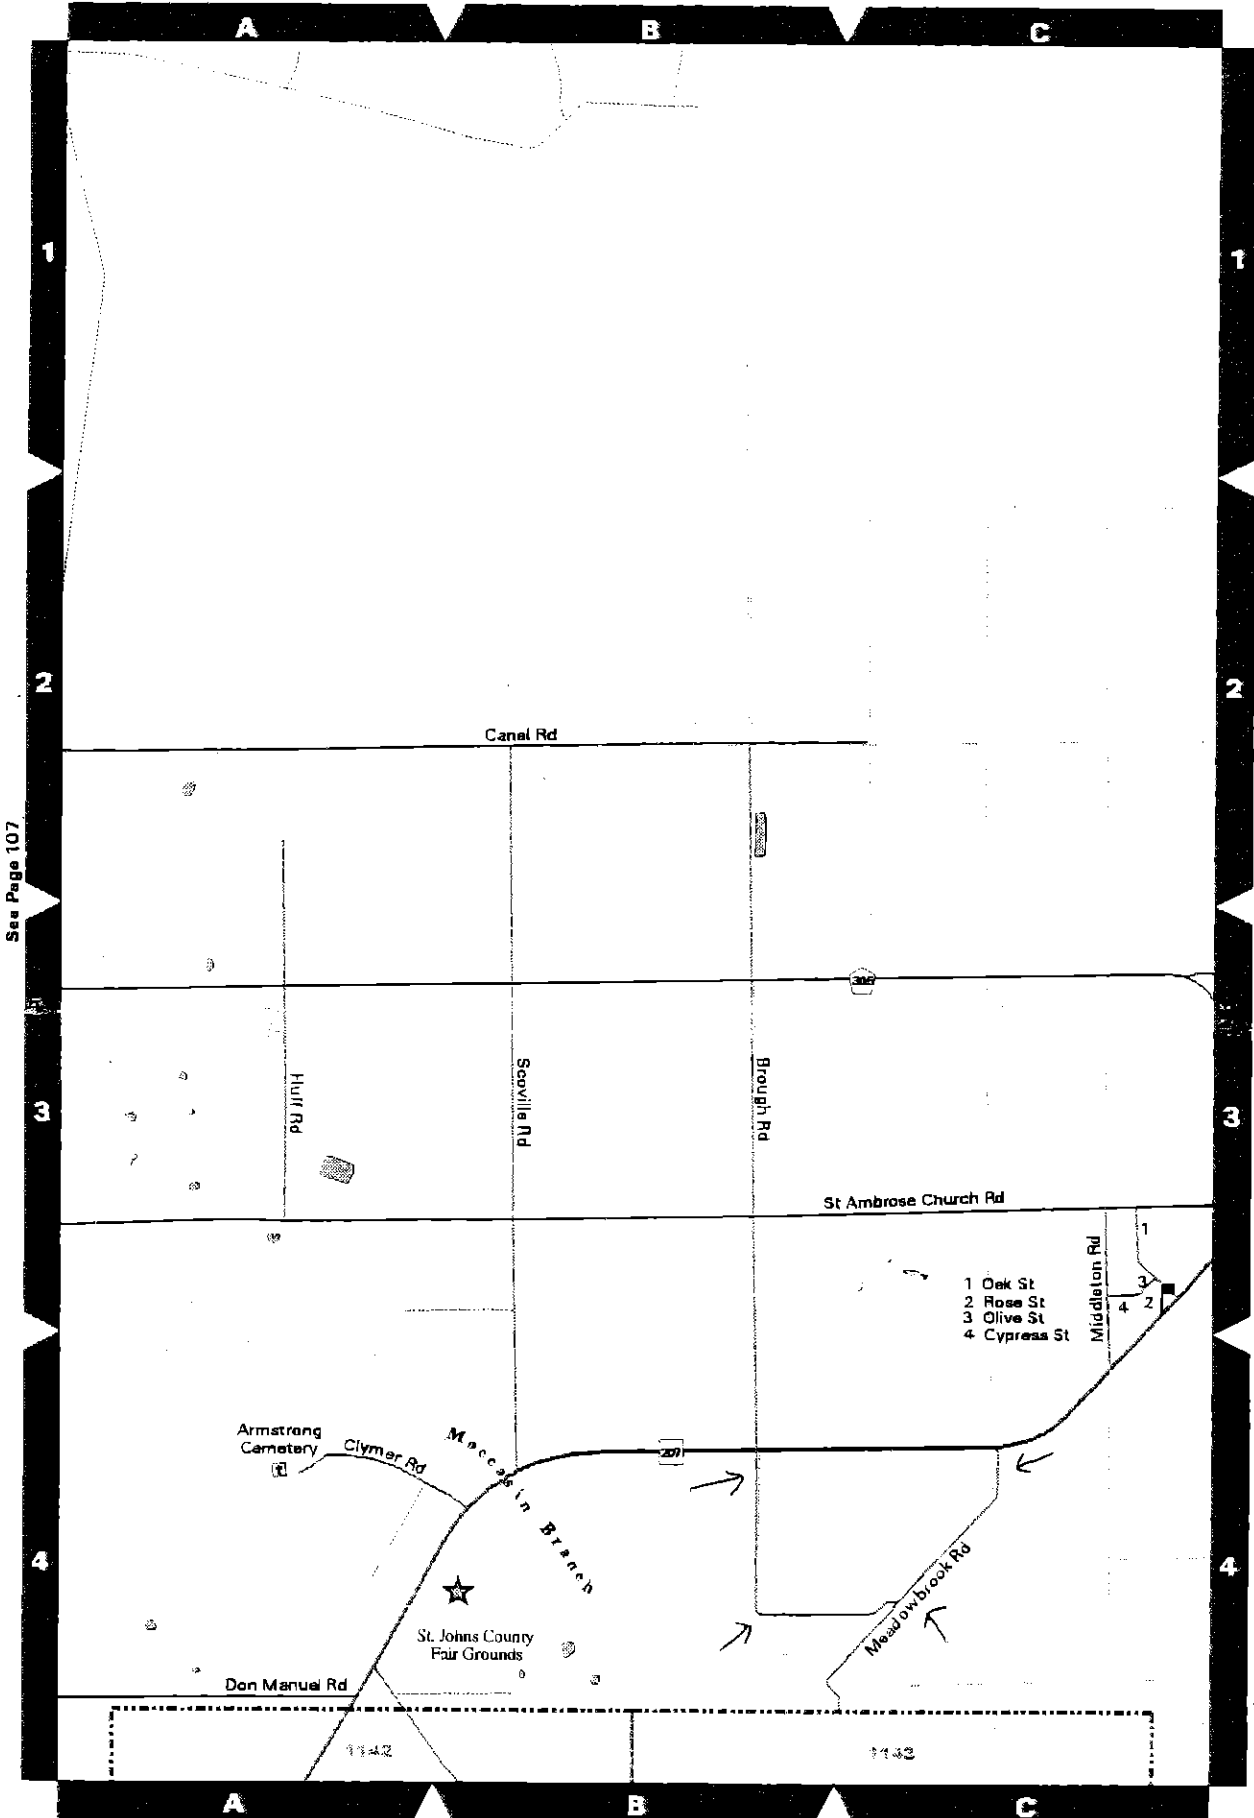 A
B
C
1
1
2
2
Canal Rd
See Page 107
305
3
3
Huff Rd
Scoville Rd
Brough Rd
St Ambrose Church Rd
Middleton Rd
1
3
2
4
1 Oak St
2 Rose St
3 Olive St
4 Cypress St
Armstrong
Cemetery
Clymer Rd
Moccasin Branch
207
4
4
Meadowbrook Rd
St. Johns County
Fair Grounds
Don Manuel Rd
1142
1143
A
B
C